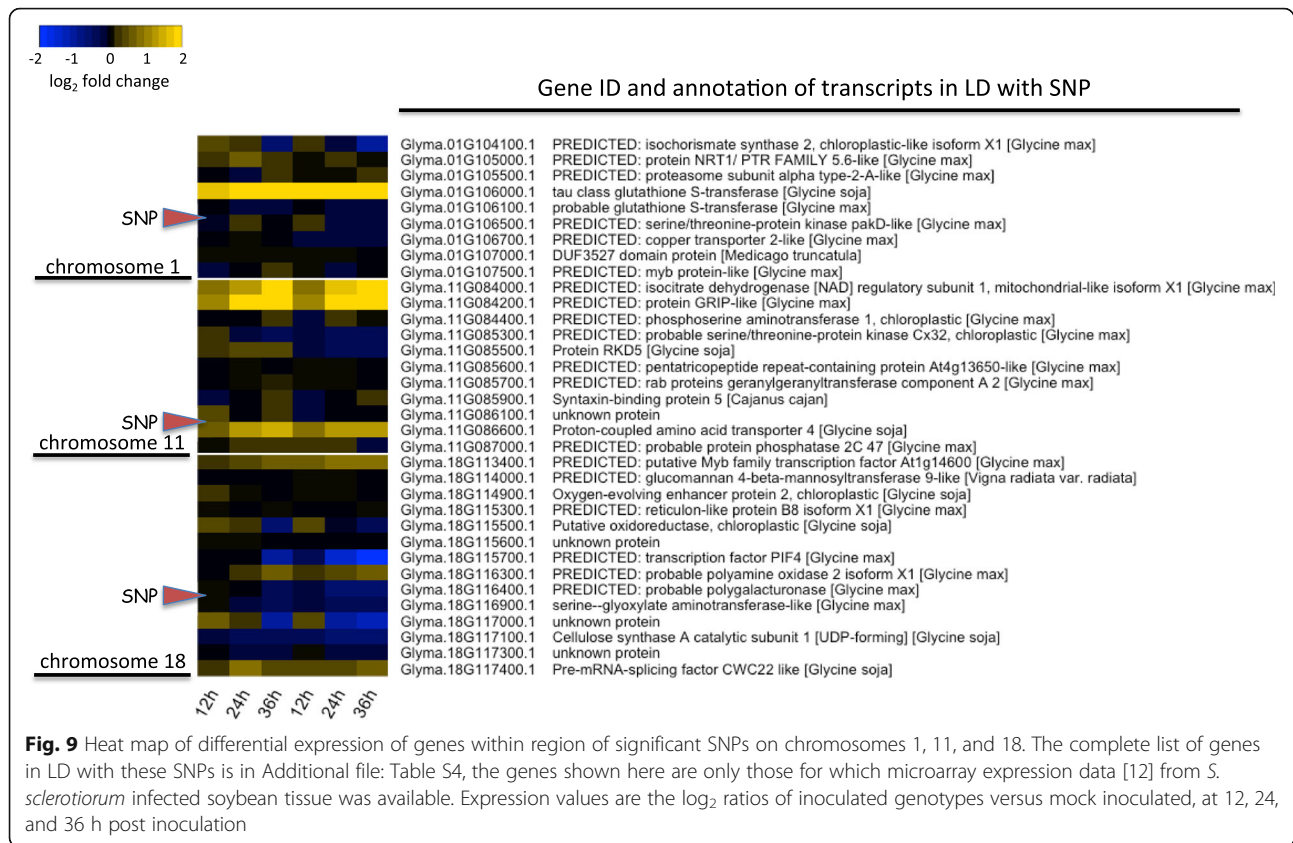 -2 -1 0 1 2
log2 fold change
Gene ID and annotation of transcripts in LD with SNP
Glyma.01G104100.1 PREDICTED: isochorismate synthase 2, chloroplastic-like isoform X1 [Glycine max]
Glyma.01G105000.1 PREDICTED: protein NRT1/ PTR FAMILY 5.6-like [Glycine max]
Glyma.01G105500.1 PREDICTED: proteasome subunit alpha type-2-A-like [Glycine max]
Glyma.01G106000.1 tau class glutathione S-transferase [Glycine soja]
Glyma.01G106100.1 probable glutathione S-transferase [Glycine max]
SNP
Glyma.01G106500.1 PREDICTED: serine/threonine-protein kinase pakD-like [Glycine max]
Glyma.01G106700.1 PREDICTED: copper transporter 2-like [Glycine max]
Glyma.01G107000.1 DUF3527 domain protein [Medicago truncatula]
chromosome 1
Glyma.01G107500.1 PREDICTED: myb protein-like [Glycine max]
Glyma.11G084000.1 PREDICTED: isocitrate dehydrogenase [NAD] regulatory subunit 1, mitochondrial-like isoform X1 [Glycine max]
Glyma.11G084200.1 PREDICTED: protein GRIP-like [Glycine max]
Glyma.11G084400.1 PREDICTED: phosphoserine aminotransferase 1, chloroplastic [Glycine max]
Glyma.11G085300.1 PREDICTED: probable serine/threonine-protein kinase Cx32, chloroplastic [Glycine max]
Glyma.11G085500.1 Protein RKD5 [Glycine soja]
Glyma.11G085600.1 PREDICTED: pentatricopeptide repeat-containing protein At4g13650-like [Glycine max]
Glyma.11G085700.1 PREDICTED: rab proteins geranylgeranyltransferase component A 2 [Glycine max]
Glyma.11G085900.1 Syntaxin-binding protein 5 [Cajanus cajan]
Glyma.11G086100.1 unknown protein
SNP
Glyma.11G086600.1 Proton-coupled amino acid transporter 4 [Glycine soja]
chromosome 11
Glyma.11G087000.1 PREDICTED: probable protein phosphatase 2C 47 [Glycine max]
Glyma.18G113400.1 PREDICTED: putative Myb family transcription factor At1g14600 [Glycine max]
Glyma.18G114000.1 PREDICTED: glucomannan 4-beta-mannosyltransferase 9-like [Vigna radiata var. radiata]
Glyma.18G114900.1 Oxygen-evolving enhancer protein 2, chloroplastic [Glycine soja]
Glyma.18G115300.1 PREDICTED: reticulon-like protein B8 isoform X1 [Glycine max]
Glyma.18G115500.1 Putative oxidoreductase, chloroplastic [Glycine soja]
Glyma.18G115600.1 unknown protein
Glyma.18G115700.1 PREDICTED: transcription factor PIF4 [Glycine max]
Glyma.18G116300.1 PREDICTED: probable polyamine oxidase 2 isoform X1 [Glycine max]
SNP
Glyma.18G116400.1 PREDICTED: probable polygalacturonase [Glycine max]
Glyma.18G116900.1 serine--glyoxylate aminotransferase-like [Glycine max]
Glyma.18G117000.1 unknown protein
Glyma.18G117100.1 Cellulose synthase A catalytic subunit 1 [UDP-forming] [Glycine soja]
Glyma.18G117300.1 unknown protein
chromosome 18
Glyma.18G117400.1 Pre-mRNA-splicing factor CWC22 like [Glycine soja]
12h 24h 36h 12h 24h 36h
Fig. 9 Heat map of differential expression of genes within region of significant SNPs on chromosomes 1, 11, and 18. The complete list of genes
in LD with these SNPs is in Additional file: Table S4, the genes shown here are only those for which microarray expression data [12] from S.
sclerotiorum infected soybean tissue was available. Expression values are the log2 ratios of inoculated genotypes versus mock inoculated, at 12, 24,
and 36 h post inoculation